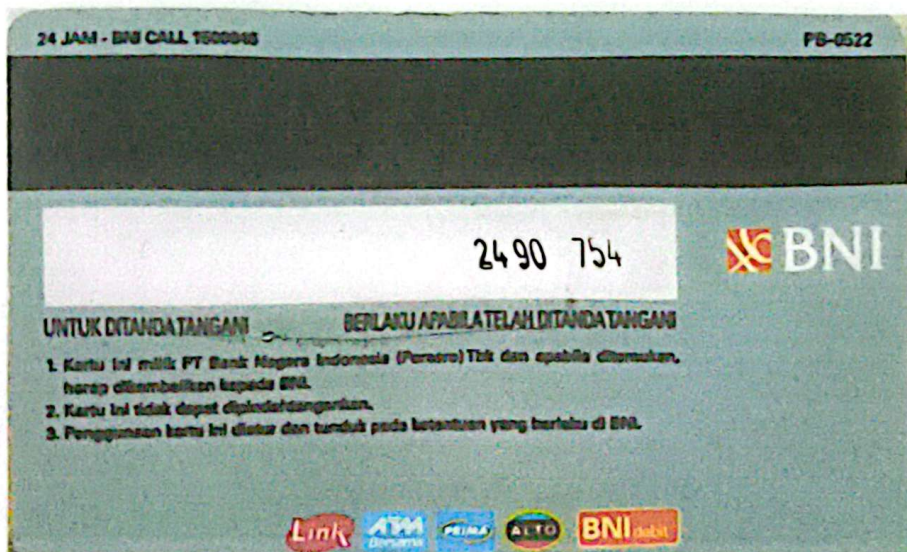 24 JAM - BNI CALL 1500046
PB-0522
2490 754
BNI
UNTUK DITANDATANGANI
BERLAKU APABILA TELAH DITANDATANGANI
1. Kartu ini milik PT Bank Negara Indonesia (Persero) Tbk dan apabila ditemukan,
harap dikembalikan kepada BNI.
2. Kartu ini tidak dapat dipindahtangankan.
3. Penggunaan kartu ini diatur dan tunduk pada ketentuan yang berlaku di BNI.
Link
ATM
Bersama
PRIMA
ALTO
BNI debit